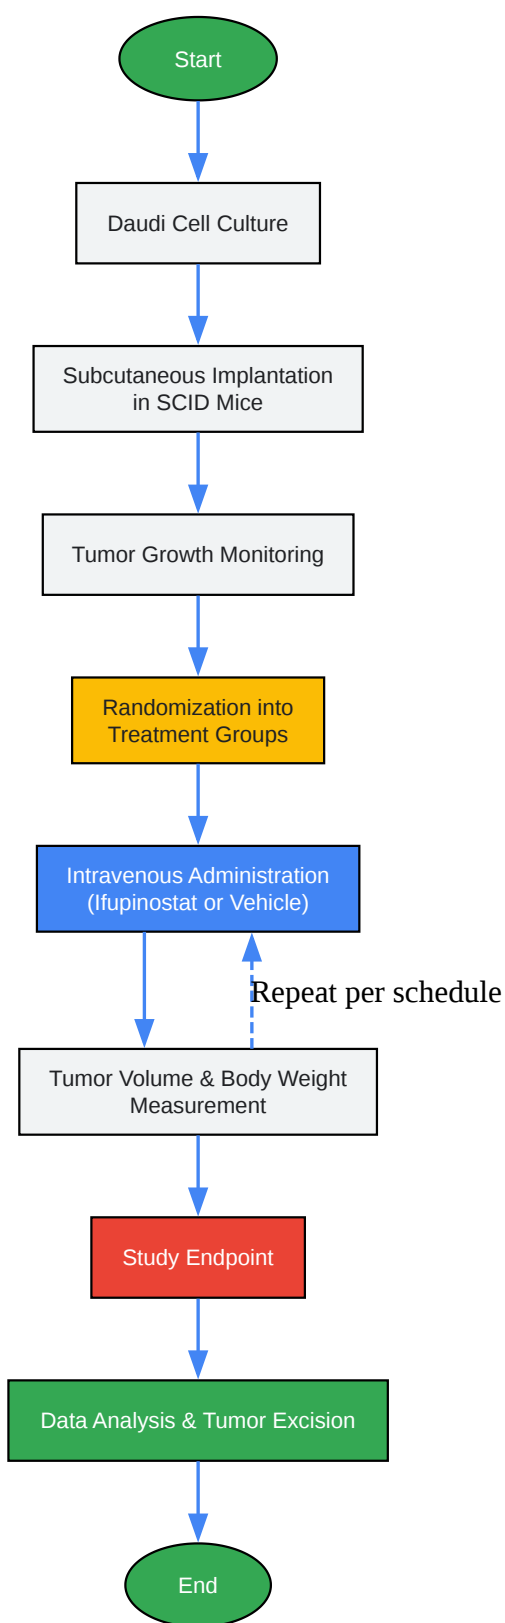 Start
Daudi Cell Culture
Subcutaneous Implantation
in SCID Mice
Tumor Growth Monitoring
Randomization into
Treatment Groups
Intravenous Administration
(Ifupinostat or Vehicle)
Repeat per schedule
Tumor Volume & Body Weight
Measurement
Study Endpoint
Data Analysis & Tumor Excision
End